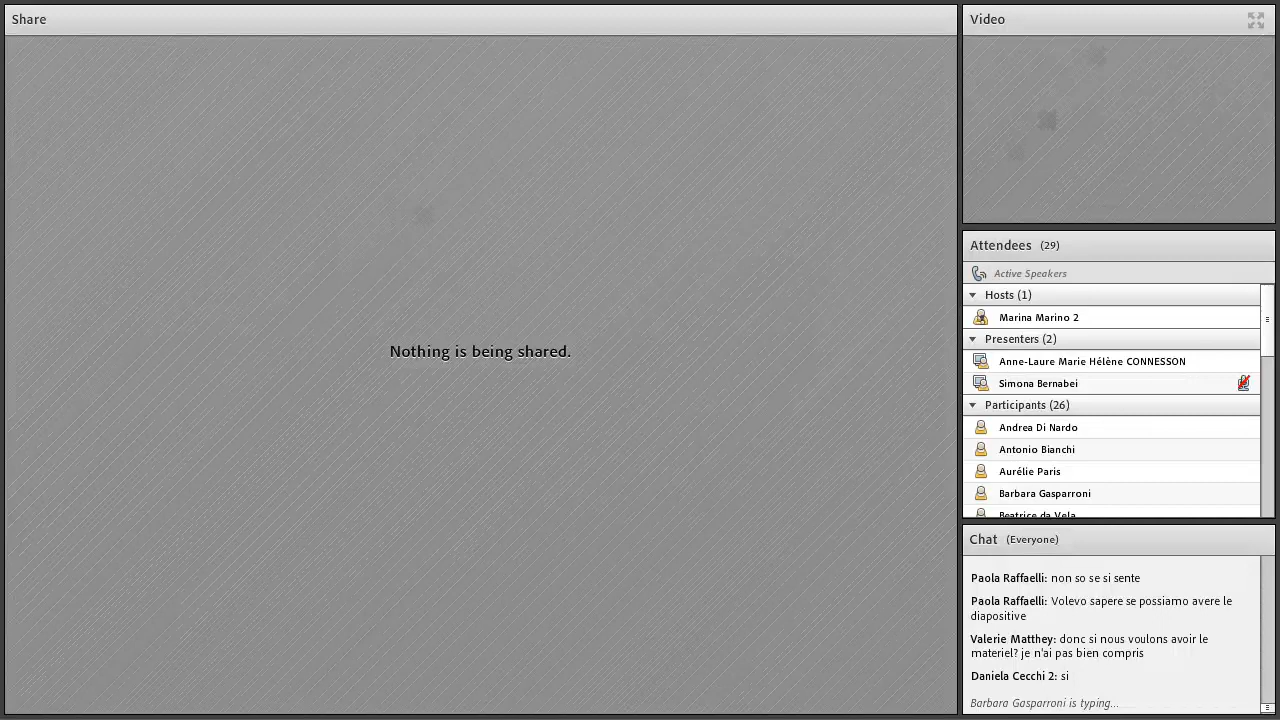 Share
Nothing is being shared.
Video
Attendees (29)
Active Speakers
Hosts (1)
Marina Marino 2
Presenters (2)
Anne-Laure Marie Hélène CONNESSON
Simona Bernabei
Participants (26)
Andrea Di Nardo
Antonio Bianchi
Aurélie Paris
Barbara Gasparroni
Beatrice da Vela
Chat (Everyone)
Paola Raffaelli: non so se si sente
Paola Raffaelli: Volevo sapere se possiamo avere le
diapositive
Valerie Matthey: donc si nous voulons avoir le
materiel? je n'ai pas bien compris
Daniela Cecchi 2: si
Barbara Gasparroni is typing...